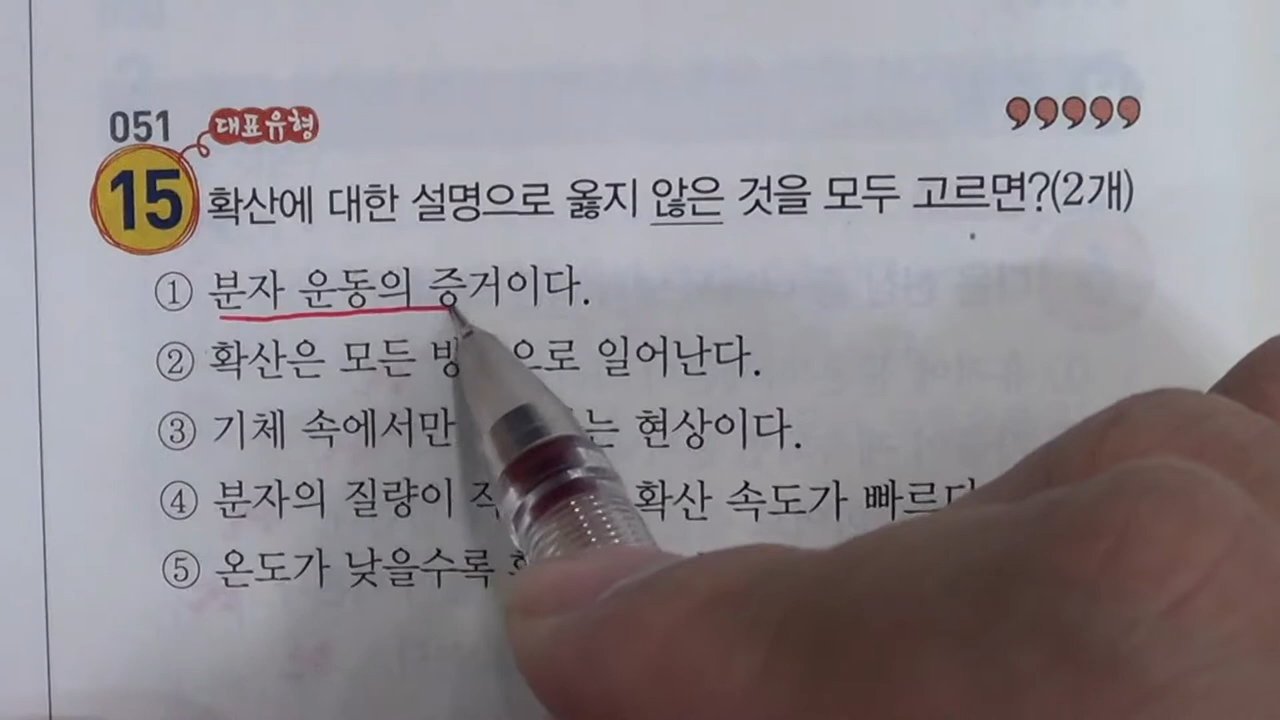 051 대표유형
15 확산에 대한 설명으로 옳지 않은 것을 모두 고르면?(2개)
① 분자 운동의 증거이다.
② 확산은 모든 으로 일어난다.
③ 기체 속에서만 는 현상이다.
④ 분자의 질량이 확산 속도가 빠르다
⑤ 온도가 낮을수록